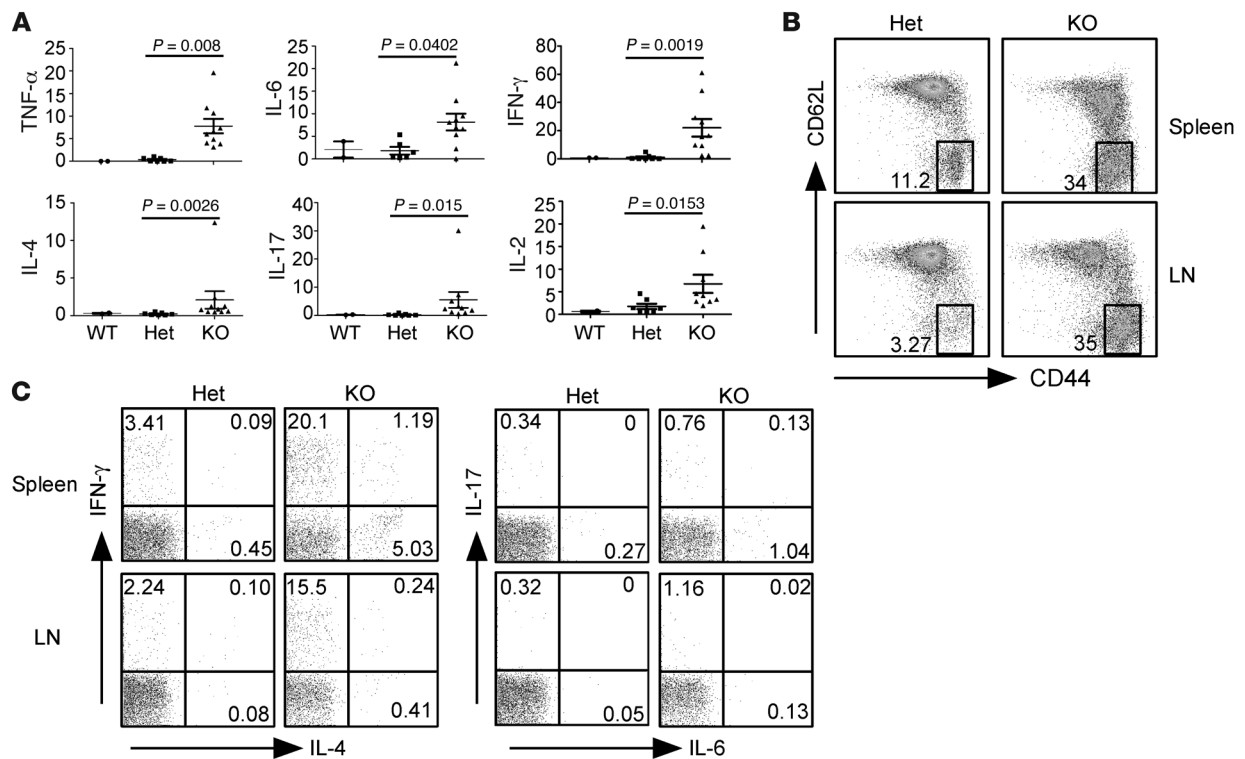 A
P = 0.008
TNF-α
25
20
15
10
5
0
P = 0.0402
IL-6
25
20
15
10
5
0
P = 0.0019
IFN-γ
80
60
40
20
0
P = 0.0026
IL-4
15
10
5
0
WT Het KO
P = 0.015
IL-17
40
30
20
10
0
WT Het KO
P = 0.0153
IL-2
25
20
15
10
5
0
WT Het KO
B
Het KO
CD62L
11.2 34 Spleen
3.27 35 LN
CD44
C
Het KO
Spleen
IFN-γ
3.41 0.09 20.1 1.19
0.45 5.03
LN
2.24 0.10 15.5 0.24
0.08 0.41
IL-4
Het KO
IL-17
0.34 0 0.76 0.13
0.27 1.04
0.32 0 1.16 0.02
0.05 0.13
IL-6